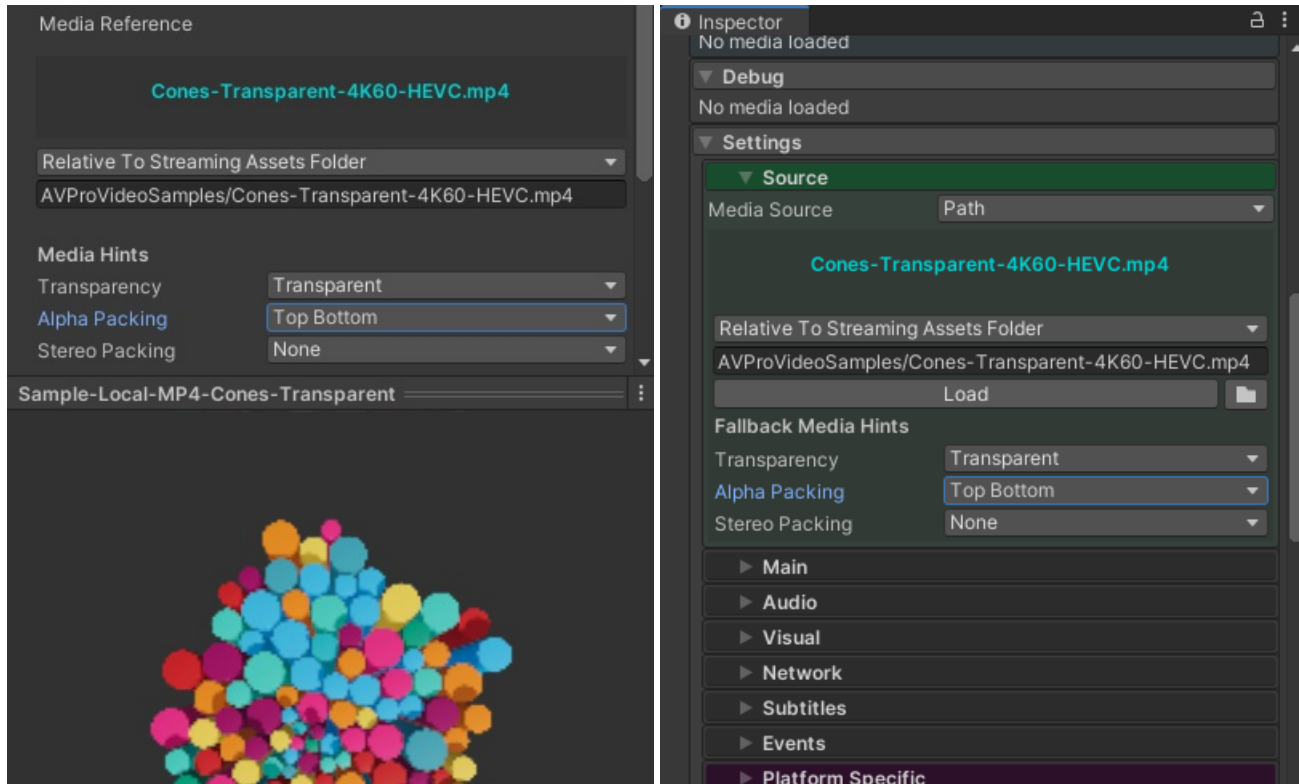 Media Reference
Cones-Transparent-4K60-HEVC.mp4
Relative To Streaming Assets Folder
AVProVideoSamples/Cones-Transparent-4K60-HEVC.mp4
Media Hints
Transparency Transparent
Alpha Packing Top Bottom
Stereo Packing None
Sample-Local-MP4-Cones-Transparent
Inspector
No media loaded
Debug
No media loaded
Settings
Source
Media Source Path
Cones-Transparent-4K60-HEVC.mp4
Relative To Streaming Assets Folder
AVProVideoSamples/Cones-Transparent-4K60-HEVC.mp4
Load
Fallback Media Hints
Transparency Transparent
Alpha Packing Top Bottom
Stereo Packing None
Main
Audio
Visual
Network
Subtitles
Events
Platform Specific